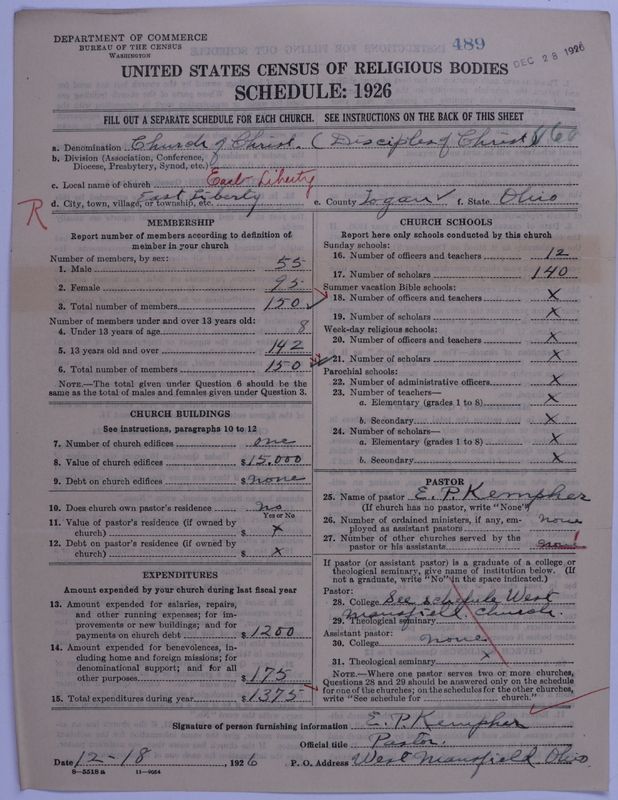 DEPARTMENT OF COMMERCE
BUREAU OF THE CENSUS
WASHINGTON
489
DEC 28 1926
UNITED STATES CENSUS OF RELIGIOUS BODIES
SCHEDULE: 1926
FILL OUT A SEPARATE SCHEDULE FOR EACH CHURCH. SEE INSTRUCTIONS ON THE BACK OF THIS SHEET
a. Denomination Church of Christ. (Disciples of Christ)
b. Division (Association, Conference,
Diocese, Presbytery, Synod, etc.)
c. Local name of church East Liberty
d. City, town, village, or township, etc. East Liberty e. County Logan f. State Ohio
R
MEMBERSHIP
Report number of members according to definition of
member in your church
Number of members, by sex:
1. Male 55
2. Female 95
3. Total number of members 150
Number of members under and over 13 years old:
4. Under 13 years of age 8
5. 13 years old and over 142
6. Total number of members 150
NOTE.—The total given under Question 6 should be the
same as the total of males and females given under Question 3.
CHURCH BUILDINGS
See instructions, paragraphs 10 to 12
7. Number of church edifices one
8. Value of church edifices $15,000
9. Debt on church edifices $none
10. Does church own pastor's residence no
Yes or No
11. Value of pastor's residence (if owned by
church) $ x
12. Debt on pastor's residence (if owned by
church) $ x
EXPENDITURES
Amount expended by your church during last fiscal year
13. Amount expended for salaries, repairs,
and other running expenses; for im-
provements or new buildings; and for
payments on church debt $1200
14. Amount expended for benevolences, in-
cluding home and foreign missions; for
denominational support; and for all
other purposes $175
15. Total expenditures during year $1375
CHURCH SCHOOLS
Report here only schools conducted by this church
Sunday schools:
16. Number of officers and teachers 12
17. Number of scholars 140
Summer vacation Bible schools:
18. Number of officers and teachers x
19. Number of scholars x
Week-day religious schools:
20. Number of officers and teachers x
21. Number of scholars x
Parochial schools:
22. Number of administrative officers x
23. Number of teachers—
a. Elementary (grades 1 to 8) x
b. Secondary x
24. Number of scholars—
a. Elementary (grades 1 to 8) x
b. Secondary x
PASTOR
25. Name of pastor E. P. Kempher
(If church has no pastor, write "None")
26. Number of ordained ministers, if any, em-
ployed as assistant pastors none
27. Number of other churches served by the
pastor or his assistants 1
If pastor (or assistant pastor) is a graduate of a college or
theological seminary, give name of institution below. (If
not a graduate, write "No" in the space indicated.)
Pastor:
28. College See schedule West
Mansfield Church
29. Theological seminary
Assistant pastor:
30. College none
31. Theological seminary x
NOTE.—Where one pastor serves two or more churches,
Questions 28 and 29 should be answered only on the schedule
for one of the churches; on the schedules for the other churches,
write "See schedule for church."
Signature of person furnishing information E. P. Kempher
Official title Pastor.
Date 12-18, 1926 P. O. Address West Mansfield Ohio
8-5318a 11-9034